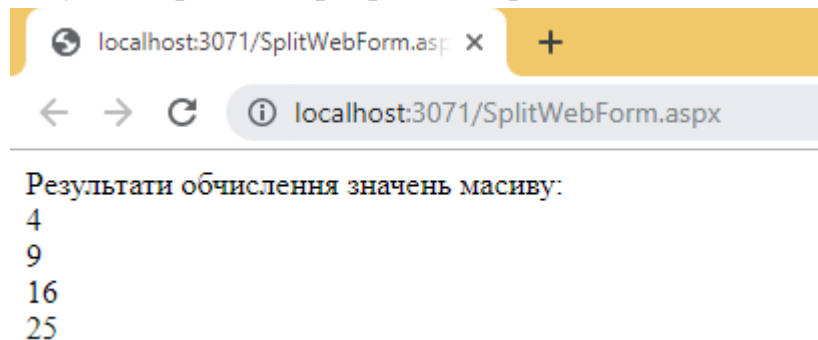 localhost:3071/SplitWebForm.asp
localhost:3071/SplitWebForm.aspx
Результати обчислення значень масиву:
4
9
16
25